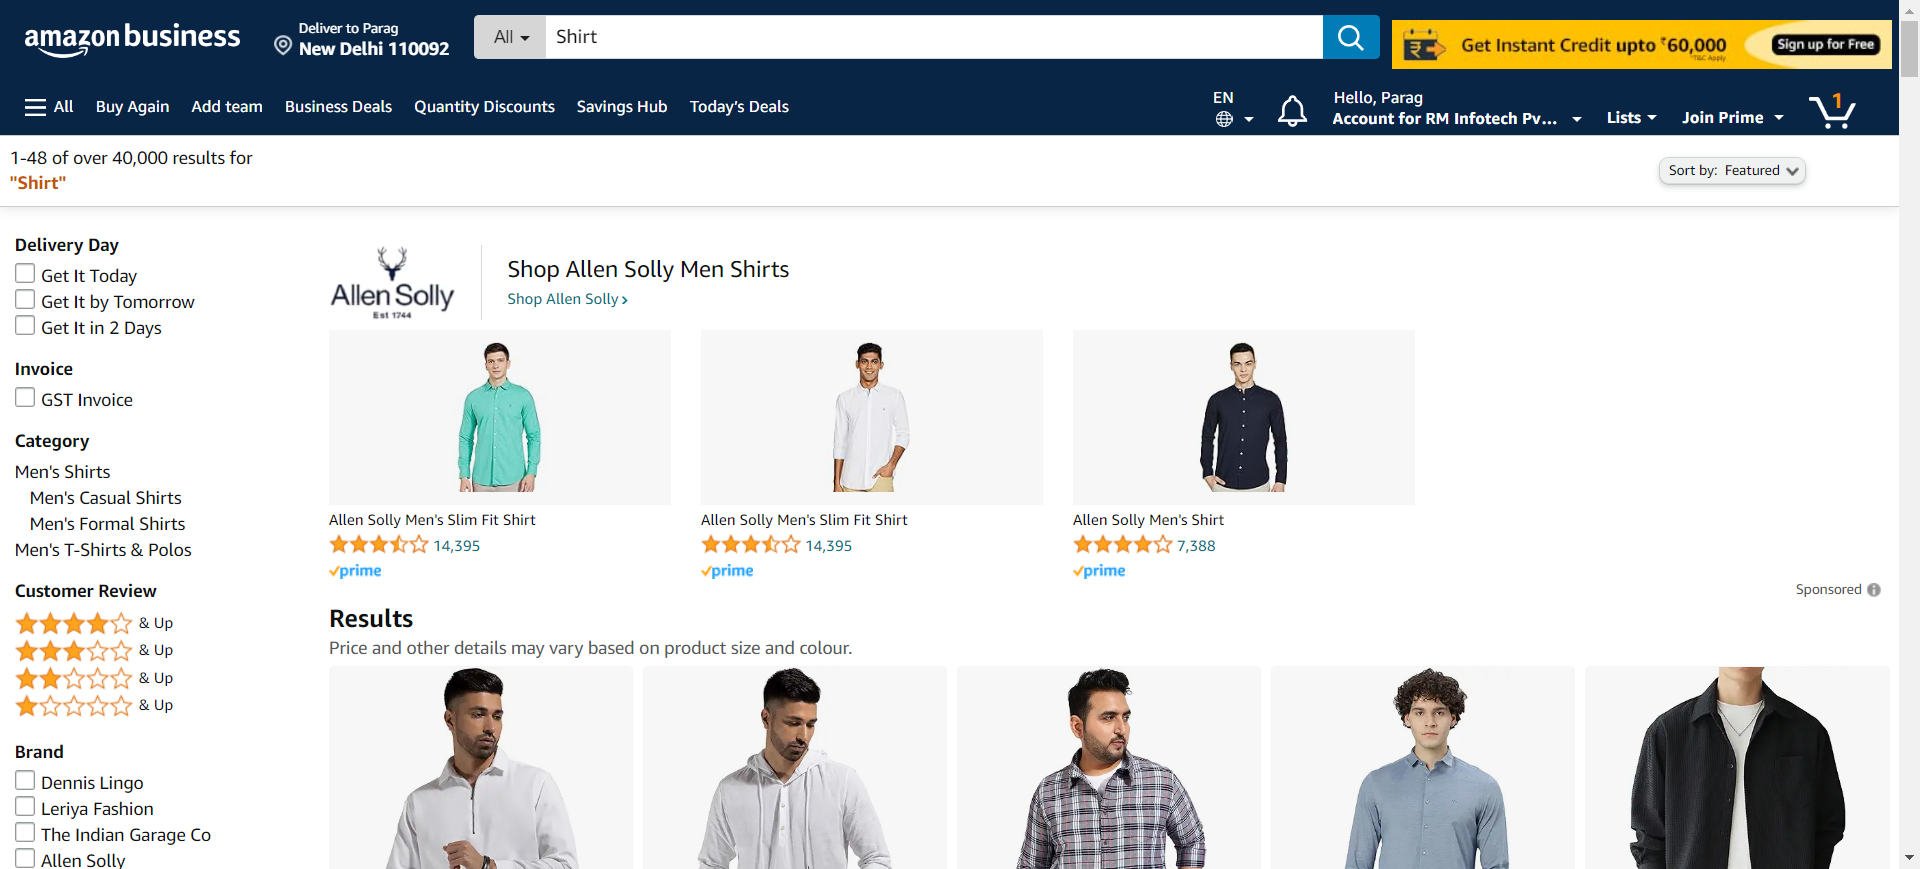 amazon business
Deliver to Parag
New Delhi 110092
All
Shirt
Get Instant Credit upto ₹60,000
*T&C Apply
Sign up for Free
All
Buy Again
Add team
Business Deals
Quantity Discounts
Savings Hub
Today's Deals
EN
Hello, Parag
Account for RM Infotech Pv...
Lists
Join Prime
1
1-48 of over 40,000 results for
"Shirt"
Sort by: Featured
Delivery Day
Get It Today
Get It by Tomorrow
Get It in 2 Days
Invoice
GST Invoice
Category
Men's Shirts
Men's Casual Shirts
Men's Formal Shirts
Men's T-Shirts & Polos
Customer Review
& Up
& Up
& Up
& Up
Brand
Dennis Lingo
Leriya Fashion
The Indian Garage Co
Allen Solly
Allen Solly
Est 1744
Shop Allen Solly Men Shirts
Shop Allen Solly ›
Allen Solly Men's Slim Fit Shirt
14,395
prime
Allen Solly Men's Slim Fit Shirt
14,395
prime
Allen Solly Men's Shirt
7,388
prime
Sponsored
Results
Price and other details may vary based on product size and colour.